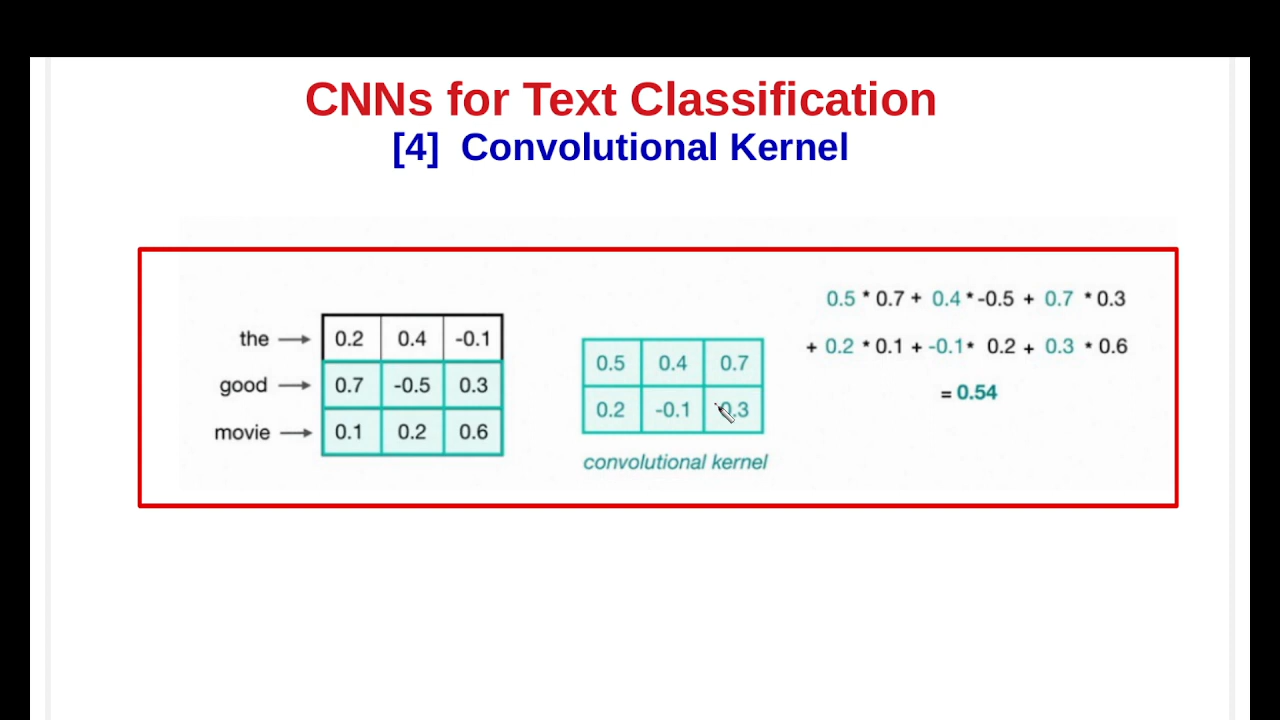 CNNs for Text Classification
[4] Convolutional Kernel
the → 0.2 0.4 -0.1
good → 0.7 -0.5 0.3
movie → 0.1 0.2 0.6
0.5 0.4 0.7
0.2 -0.1 0.3
convolutional kernel
0.5 * 0.7 + 0.4 * -0.5 + 0.7 * 0.3
+ 0.2 * 0.1 + -0.1 * 0.2 + 0.3 * 0.6
= 0.54